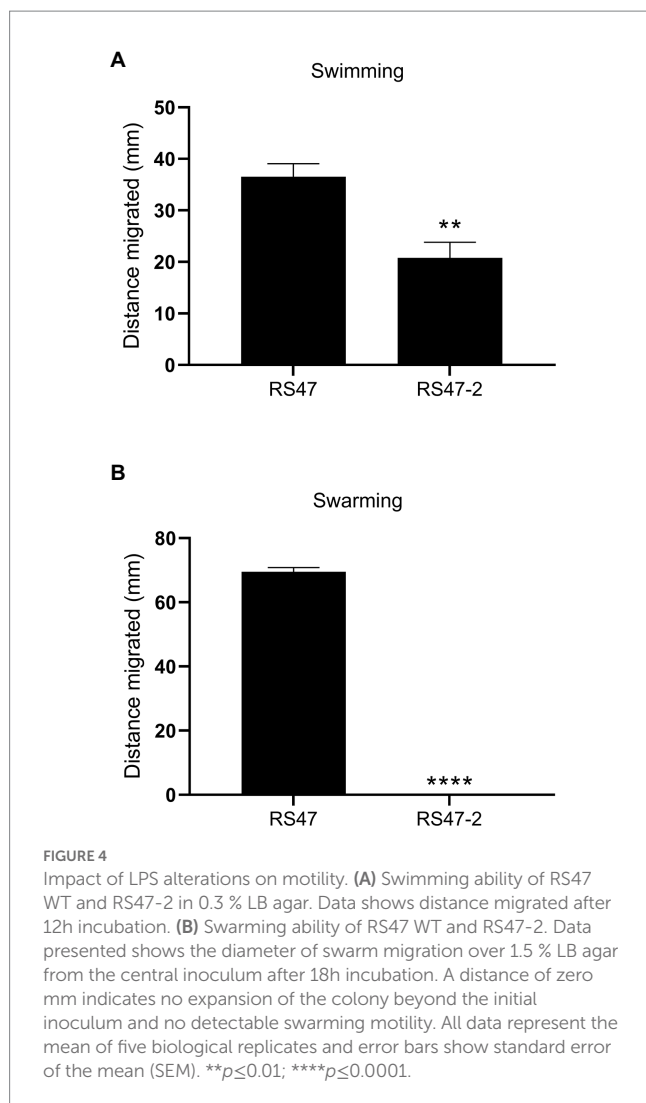 A
Swimming
50
40
30
20
10
0
Distance migrated (mm)
**
RS47
RS47-2
B
Swarming
80
60
40
20
0
Distance migrated (mm)
****
RS47
RS47-2
FIGURE 4
Impact of LPS alterations on motility. (A) Swimming ability of RS47
WT and RS47-2 in 0.3 % LB agar. Data shows distance migrated after
12h incubation. (B) Swarming ability of RS47 WT and RS47-2. Data
presented shows the diameter of swarm migration over 1.5 % LB agar
from the central inoculum after 18h incubation. A distance of zero
mm indicates no expansion of the colony beyond the initial
inoculum and no detectable swarming motility. All data represent the
mean of five biological replicates and error bars show standard error
of the mean (SEM). **p≤0.01; ****p≤0.0001.